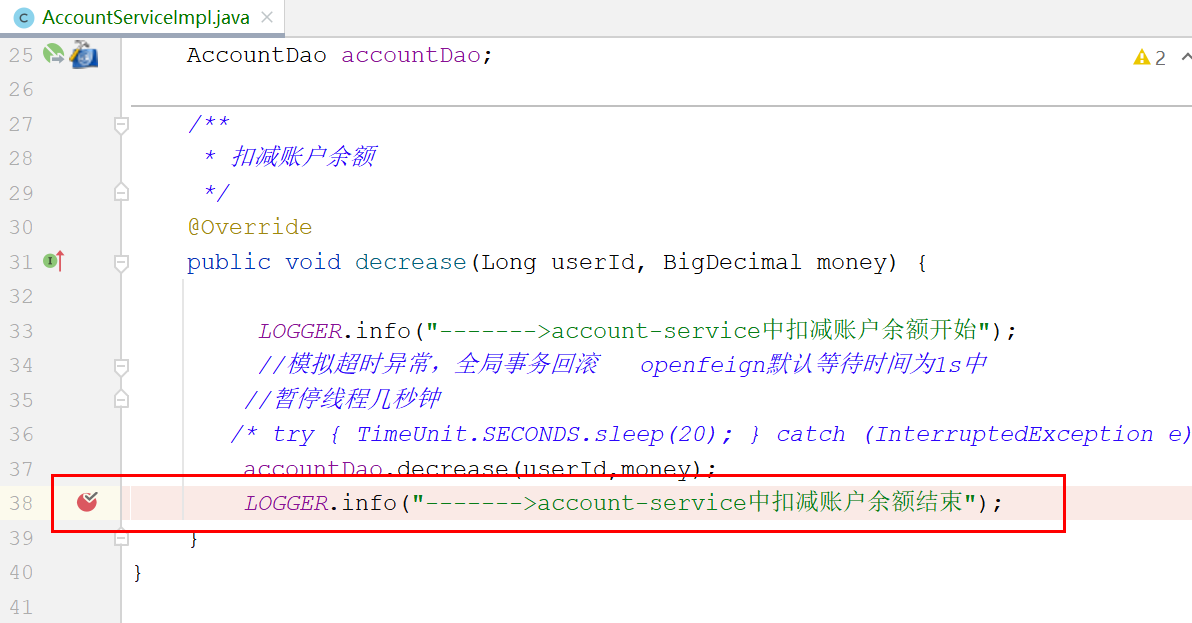 C AccountServiceImpl.java ×
25 AccountDao accountDao; 2
26
27 /**
28 * 扣减账户余额
29 */
30 @Override
31 I public void decrease(Long userId, BigDecimal money) {
32
33 LOGGER.info("------->account-service中扣减账户余额开始");
34 //模拟超时异常，全局事务回滚 openfeign默认等待时间为1s中
35 //暂停线程几秒钟
36 /* try { TimeUnit.SECONDS.sleep(20); } catch (InterruptedException e)
37 accountDao.decrease(userId,money);
38 LOGGER.info("------->account-service中扣减账户余额结束");
39 }
40 }
41